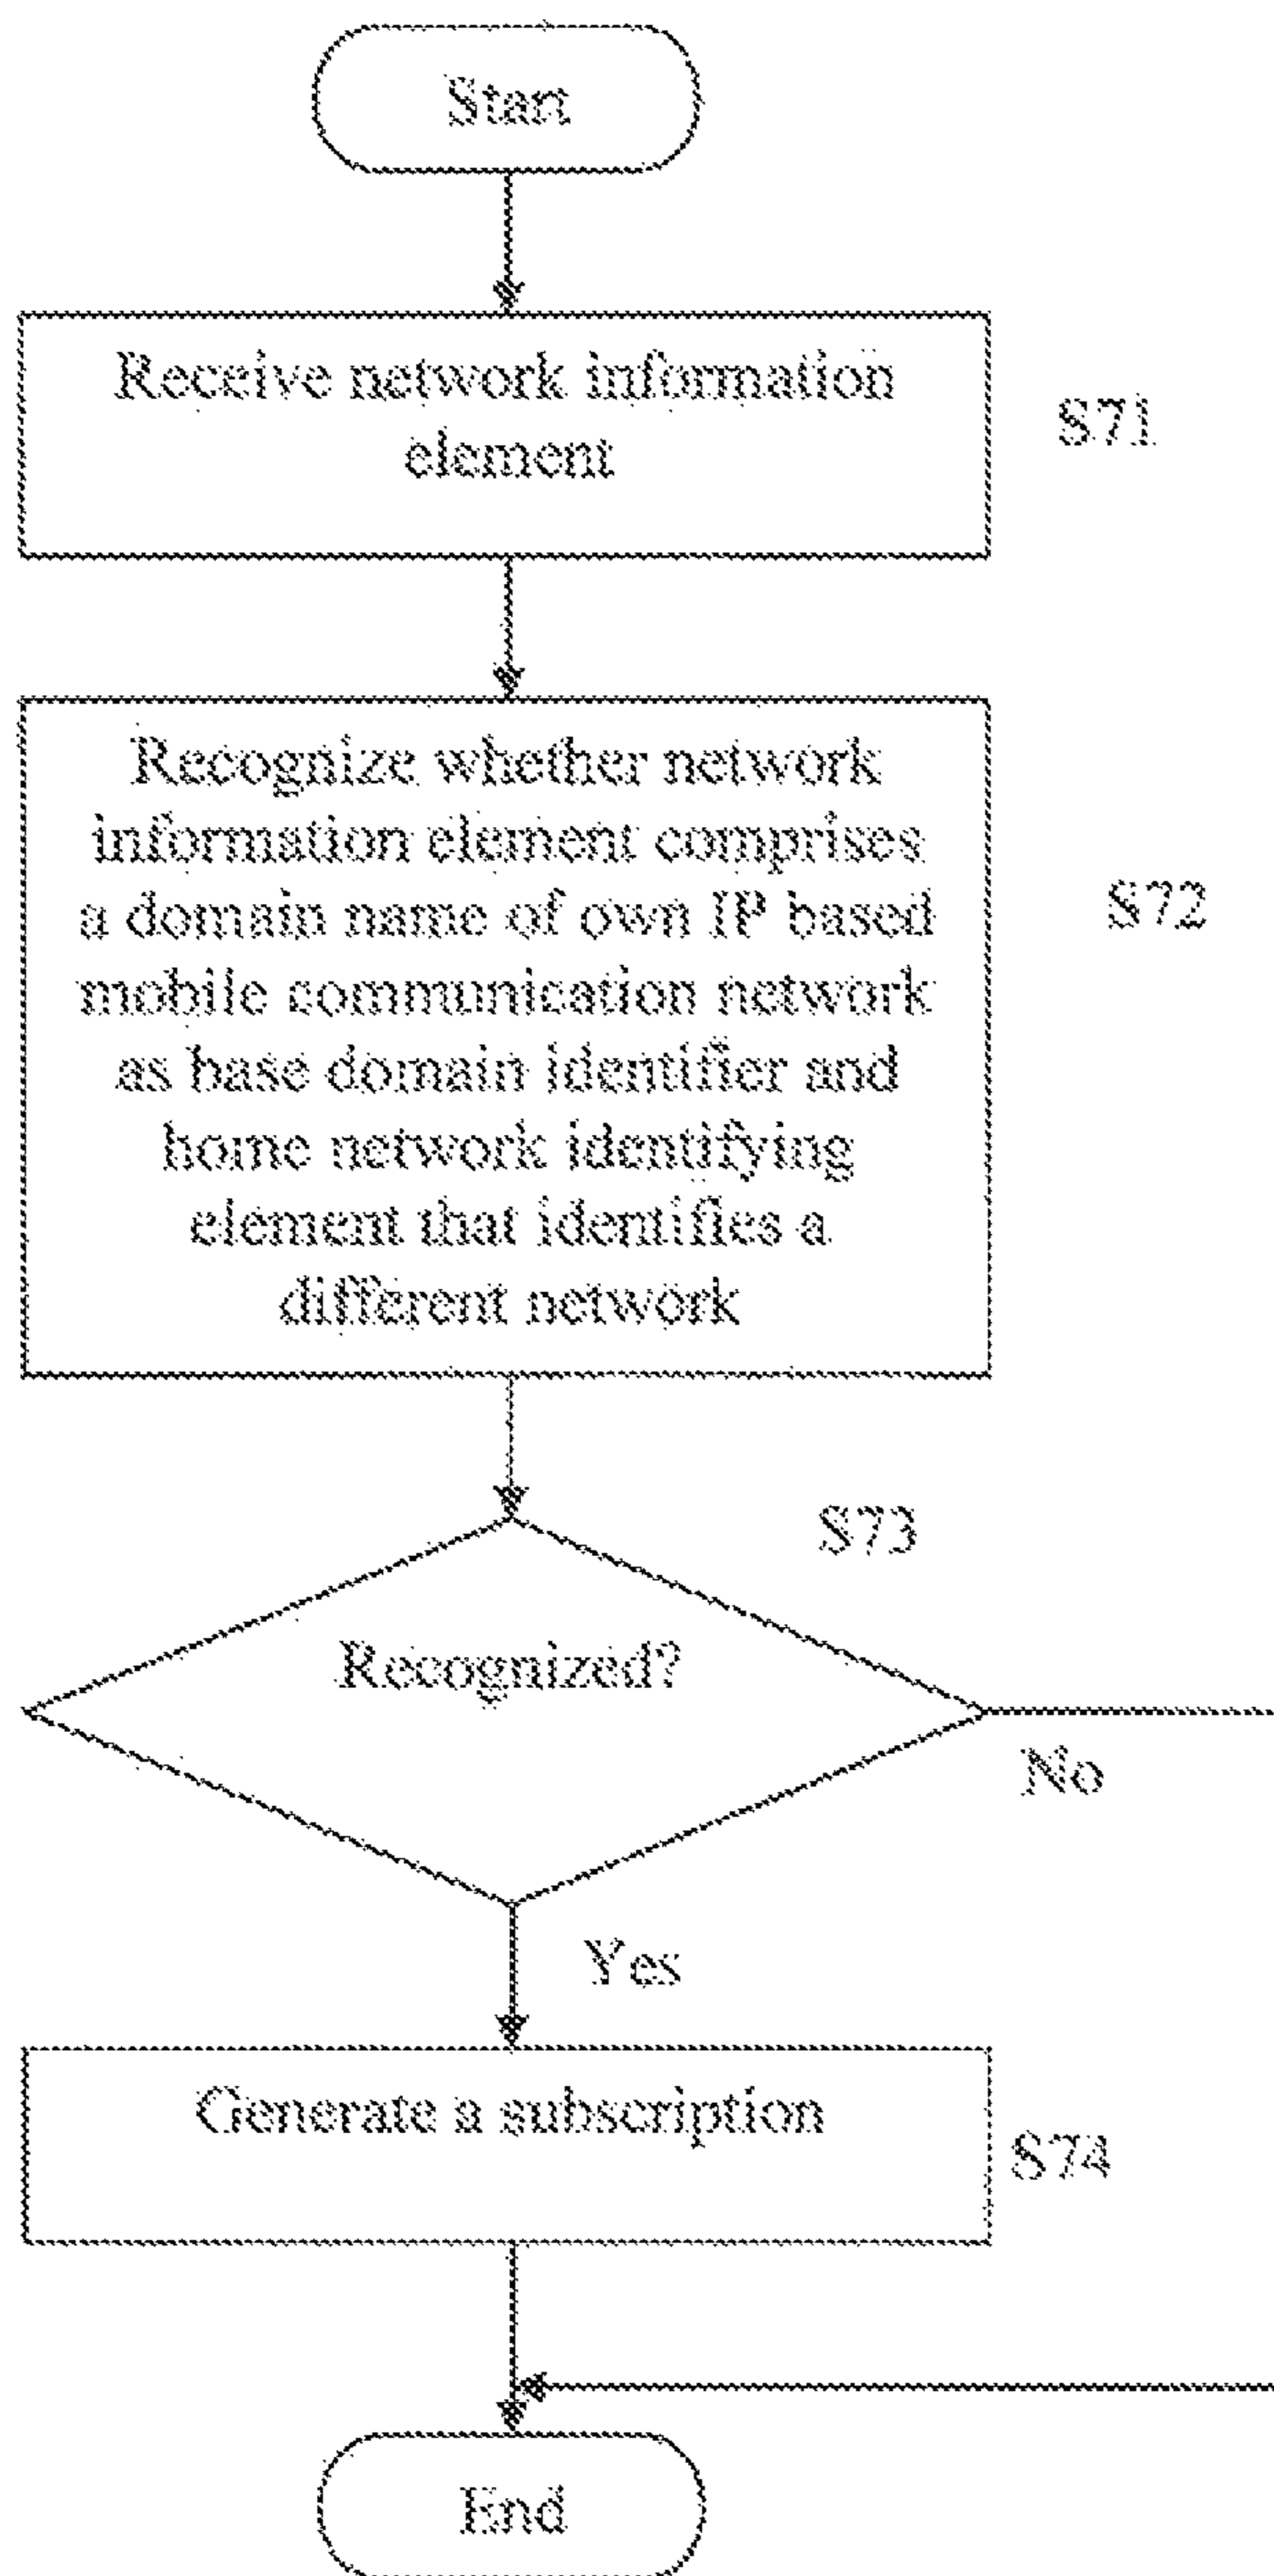 Start
Receive network information
element
S71
Recognize whether network
information element comprises
a domain name of own IP based
mobile communication network
as base domain identifier and
home network identifying
element that identifies a
different network
S72
S73
Recognized?
No
Yes
Generate a subscription
S74
End